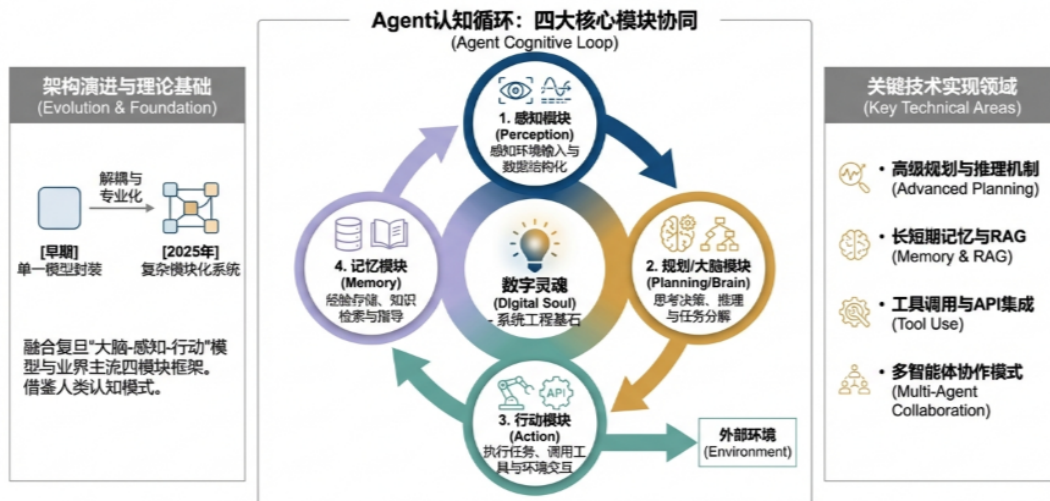 Agent认知循环：四大核心模块协同
(Agent Cognitive Loop)
架构演进与理论基础
(Evolution & Foundation)
解耦与
专业化
[早期]
单一模型封装
[2025年]
复杂模块化系统
融合复旦“大脑-感知-行动”模
型与业界主流四模块框架。
借鉴人类认知模式。
1. 感知模块
(Perception)
感知环境输入与
数据结构化
2. 规划/大脑模块
(Planning/Brain)
思考决策、推理
与任务分解
3. 行动模块
(Action)
执行任务、调用工
具与环境交互
API
4. 记忆模块
(Memory)
经验存储、知识
检索与指导
数字灵魂
(Digital Soul)
- 系统工程基石
外部环境
(Environment)
关键技术实现领域
(Key Technical Areas)
• 高级规划与推理机制
(Advanced Planning)
• 长短期记忆与RAG
(Memory & RAG)
• 工具调用与API集成
(Tool Use)
• 多智能体协作模式
(Multi-Agent
Collaboration)